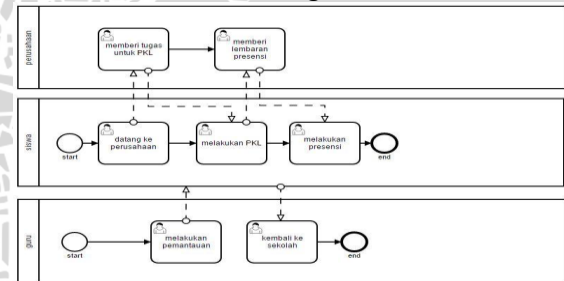 perusahaan
memberi tugas
untuk PKL
memberi
lembaran
presensi
siswa
start
datang ke
perusahaan
melakukan PKL
melakukan
presensi
end
guru
start
melakukan
pemantauan
kembali ke
sekolah
end